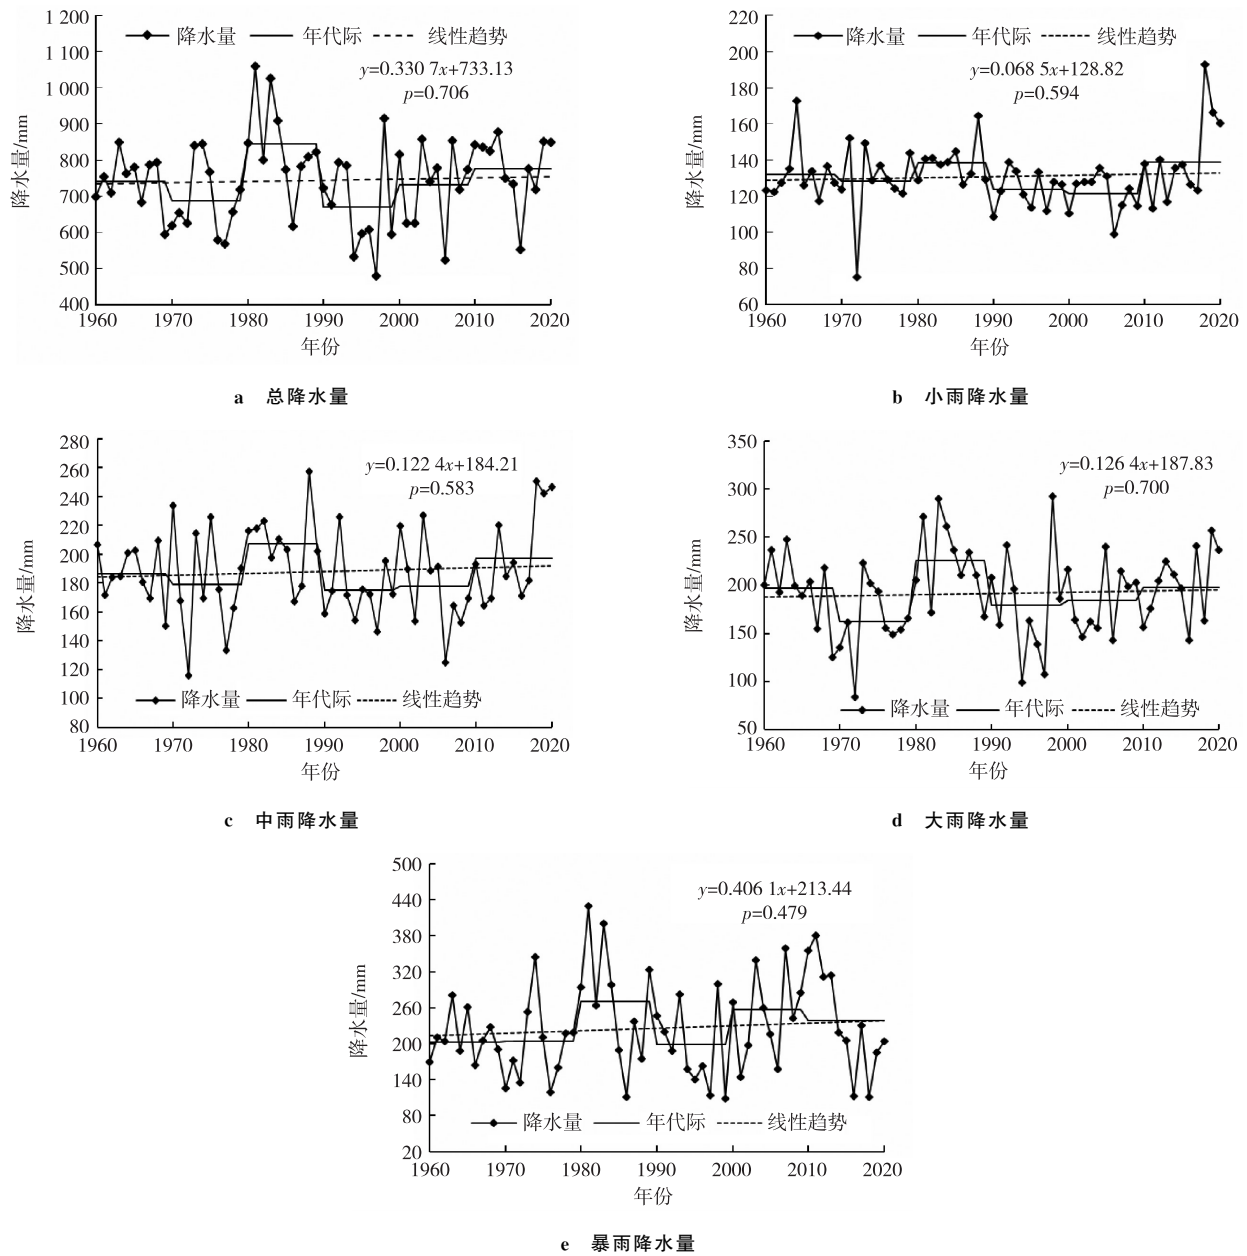 1 200
1 100
1 000
900
800
700
600
500
400
降水量/mm
降水量 年代际 线性趋势
y=0.330 7x+733.13
p=0.706
1960 1970 1980 1990 2000 2010 2020
年份
a 总降水量
220
200
180
160
140
120
100
80
60
降水量/mm
降水量 年代际 线性趋势
y=0.068 5x+128.82
p=0.594
1960 1970 1980 1990 2000 2010 2020
年份
b 小雨降水量
280
260
240
220
200
180
160
140
120
100
80
降水量/mm
y=0.122 4x+184.21
p=0.583
降水量 年代际 线性趋势
1960 1970 1980 1990 2000 2010 2020
年份
c 中雨降水量
350
300
250
200
150
100
50
降水量/mm
y=0.126 4x+187.83
p=0.700
降水量 年代际 线性趋势
1960 1970 1980 1990 2000 2010 2020
年份
d 大雨降水量
500
440
380
320
260
200
140
80
20
降水量/mm
y=0.406 1x+213.44
p=0.479
降水量 年代际 线性趋势
1960 1970 1980 1990 2000 2010 2020
年份
e 暴雨降水量